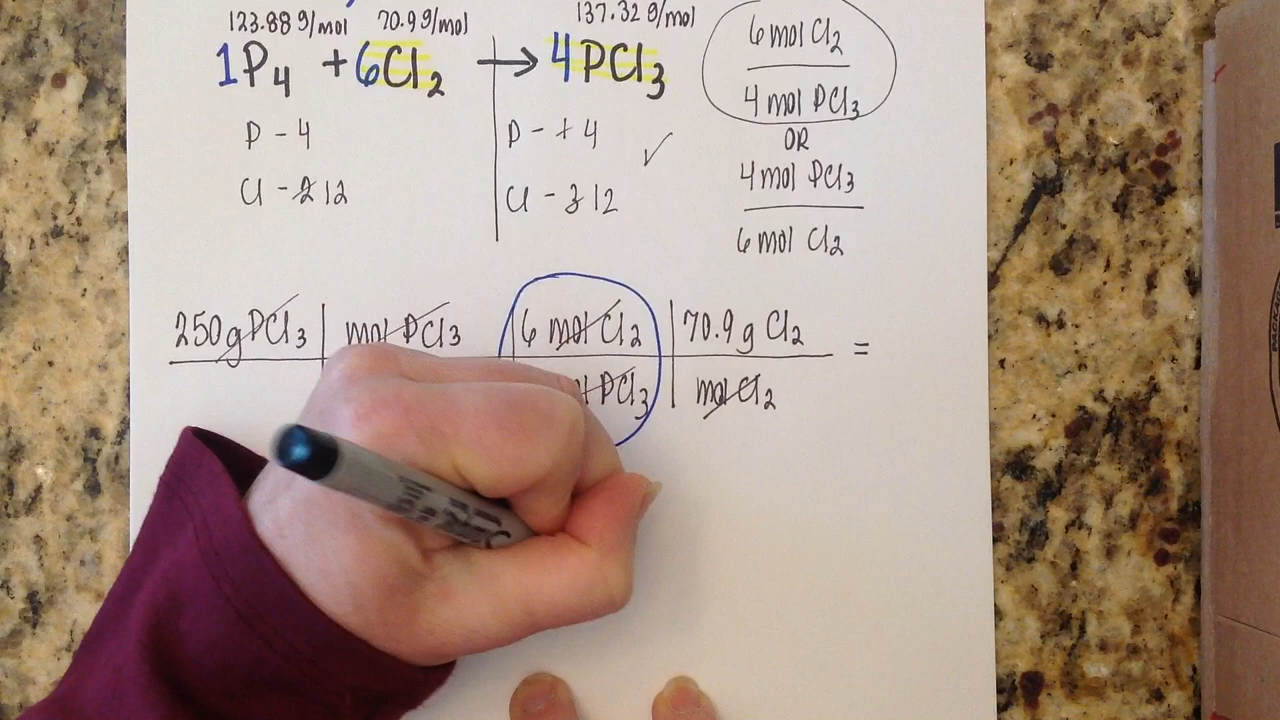 123.88 g/mol 70.9 g/mol 137.32 g/mol
1P₄ + 6Cl₂ → 4PCl₃
P - 4 P - 1 4 ✓
Cl - 2 12 Cl - 3 12
6 mol Cl₂
4 mol PCl₃
OR
4 mol PCl₃
6 mol Cl₂
250 g PCl₃ | mol PCl₃ | 6 mol Cl₂ | 70.9 g Cl₂ =
PCl₃ | mol Cl₂